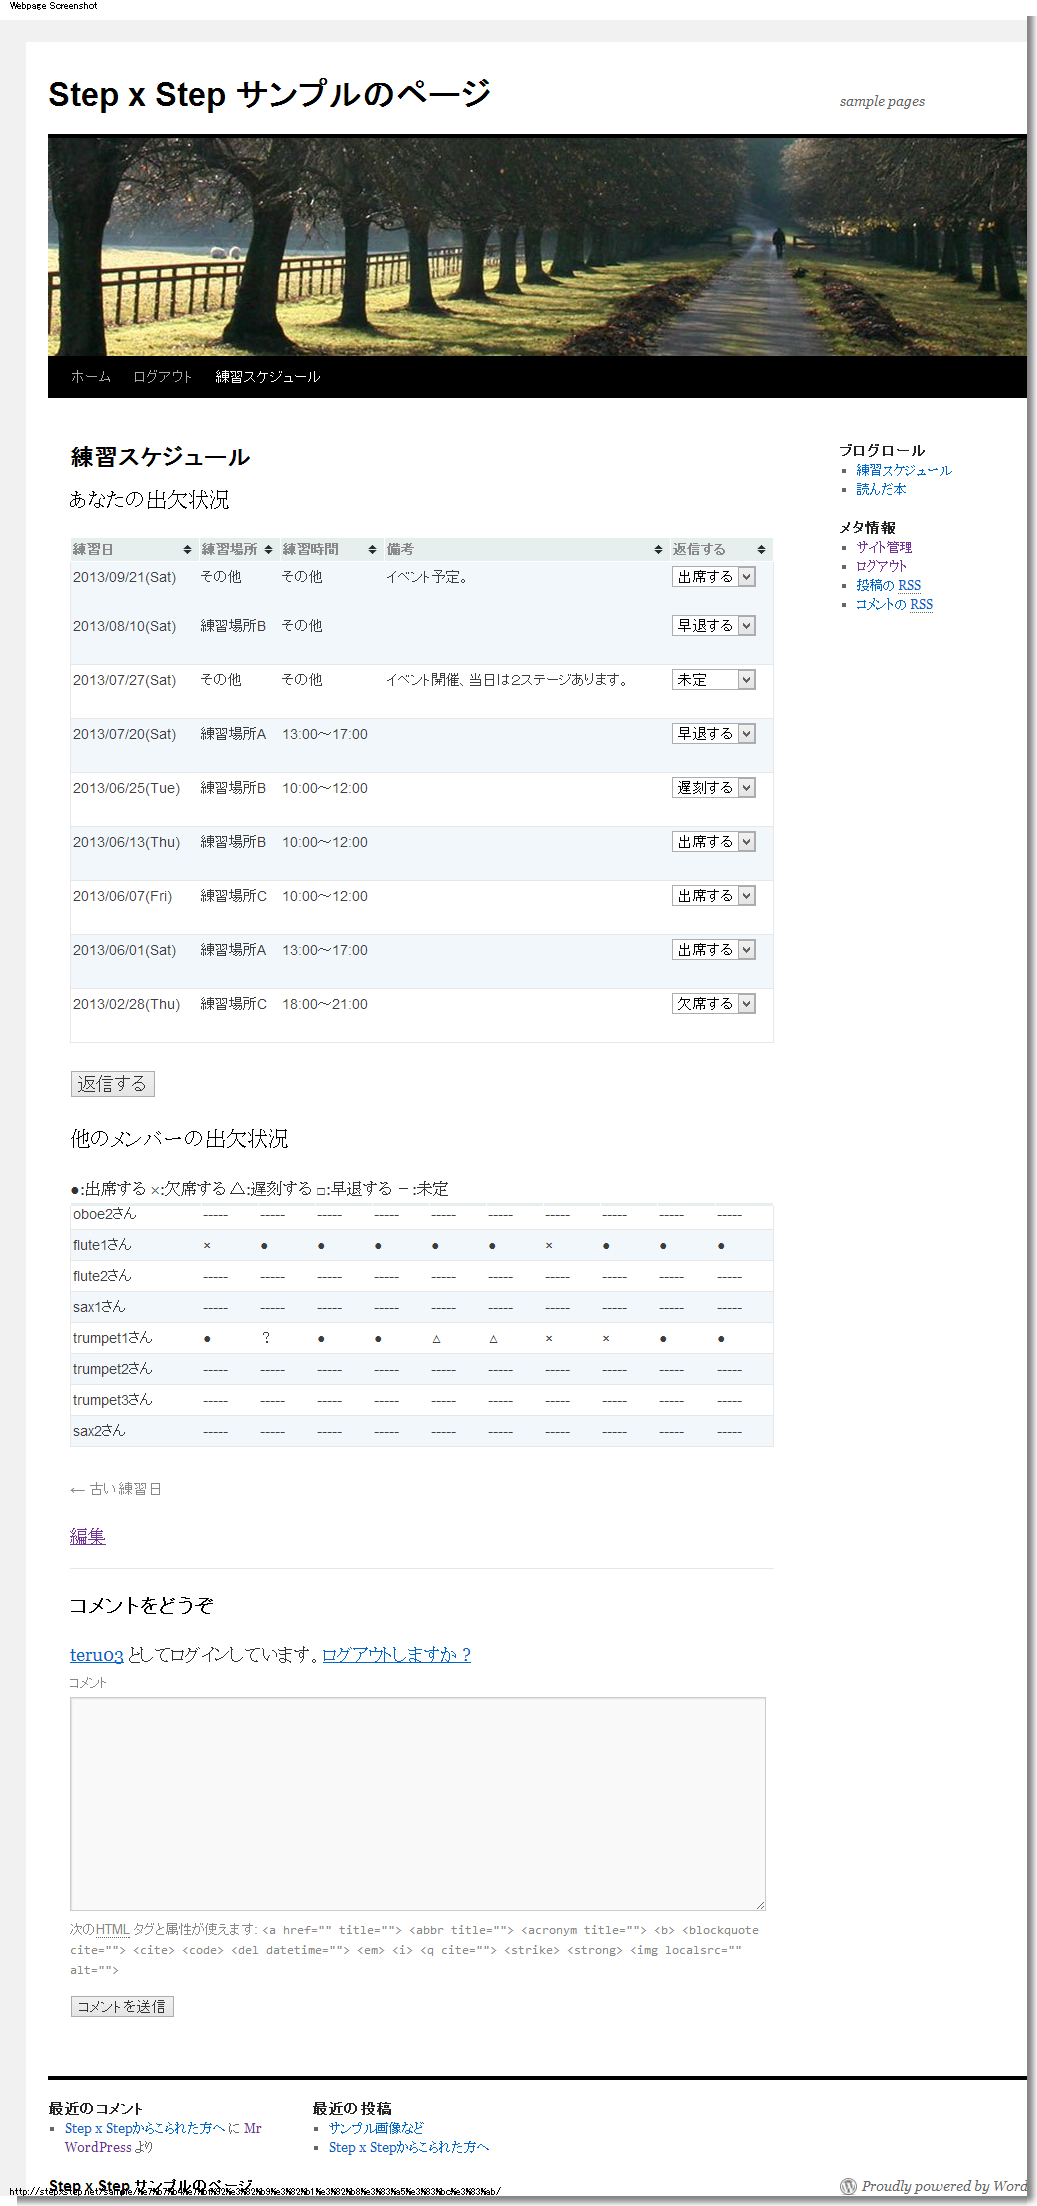 Webpage Screenshot
Step x Step サンプルのページ
sample pages
ホーム ログアウト 練習スケジュール
練習スケジュール
あなたの出欠状況
練習日 練習場所 練習時間 備考 返信する
2013/09/21(Sat) その他 その他 イベント予定。 出席する
2013/08/10(Sat) 練習場所B その他 早退する
2013/07/27(Sat) その他 その他 イベント開催、当日は2ステージあります。 未定
2013/07/20(Sat) 練習場所A 13:00～17:00 早退する
2013/06/25(Tue) 練習場所B 10:00～12:00 遅刻する
2013/06/13(Thu) 練習場所B 10:00～12:00 出席する
2013/06/07(Fri) 練習場所C 10:00～12:00 出席する
2013/06/01(Sat) 練習場所A 13:00～17:00 出席する
2013/02/28(Thu) 練習場所C 18:00～21:00 欠席する
返信する
他のメンバーの出欠状況
●:出席する ×:欠席する △:遅刻する □:早退する －:未定
oboe2さん ----- ----- ----- ----- ----- ----- ----- ----- ----- -----
flute1さん × ● ● ● ● ● × ● ● ●
flute2さん ----- ----- ----- ----- ----- ----- ----- ----- ----- -----
sax1さん ----- ----- ----- ----- ----- ----- ----- ----- ----- -----
trumpet1さん ● ? ● ● △ △ × × ● ●
trumpet2さん ----- ----- ----- ----- ----- ----- ----- ----- ----- -----
trumpet3さん ----- ----- ----- ----- ----- ----- ----- ----- ----- -----
sax2さん ----- ----- ----- ----- ----- ----- ----- ----- ----- -----
← 古い練習日
編集
コメントをどうぞ
teru03 としてログインしています。ログアウトしますか ?
コメント
次のHTML タグと属性が使えます: <a href="" title=""> <abbr title=""> <acronym title=""> <b> <blockquote
cite=""> <cite> <code> <del datetime=""> <em> <i> <q cite=""> <strike> <strong> <img localsrc=""
alt="">
コメントを送信
ブログロール
練習スケジュール
読んだ本
メタ情報
サイト管理
ログアウト
投稿の RSS
コメントの RSS
最近のコメント
Step x Stepからこられた方へ に Mr
WordPress より
最近の投稿
サンプル画像など
Step x Stepからこられた方へ
Step x Step サンプルのページ
Proudly powered by Word